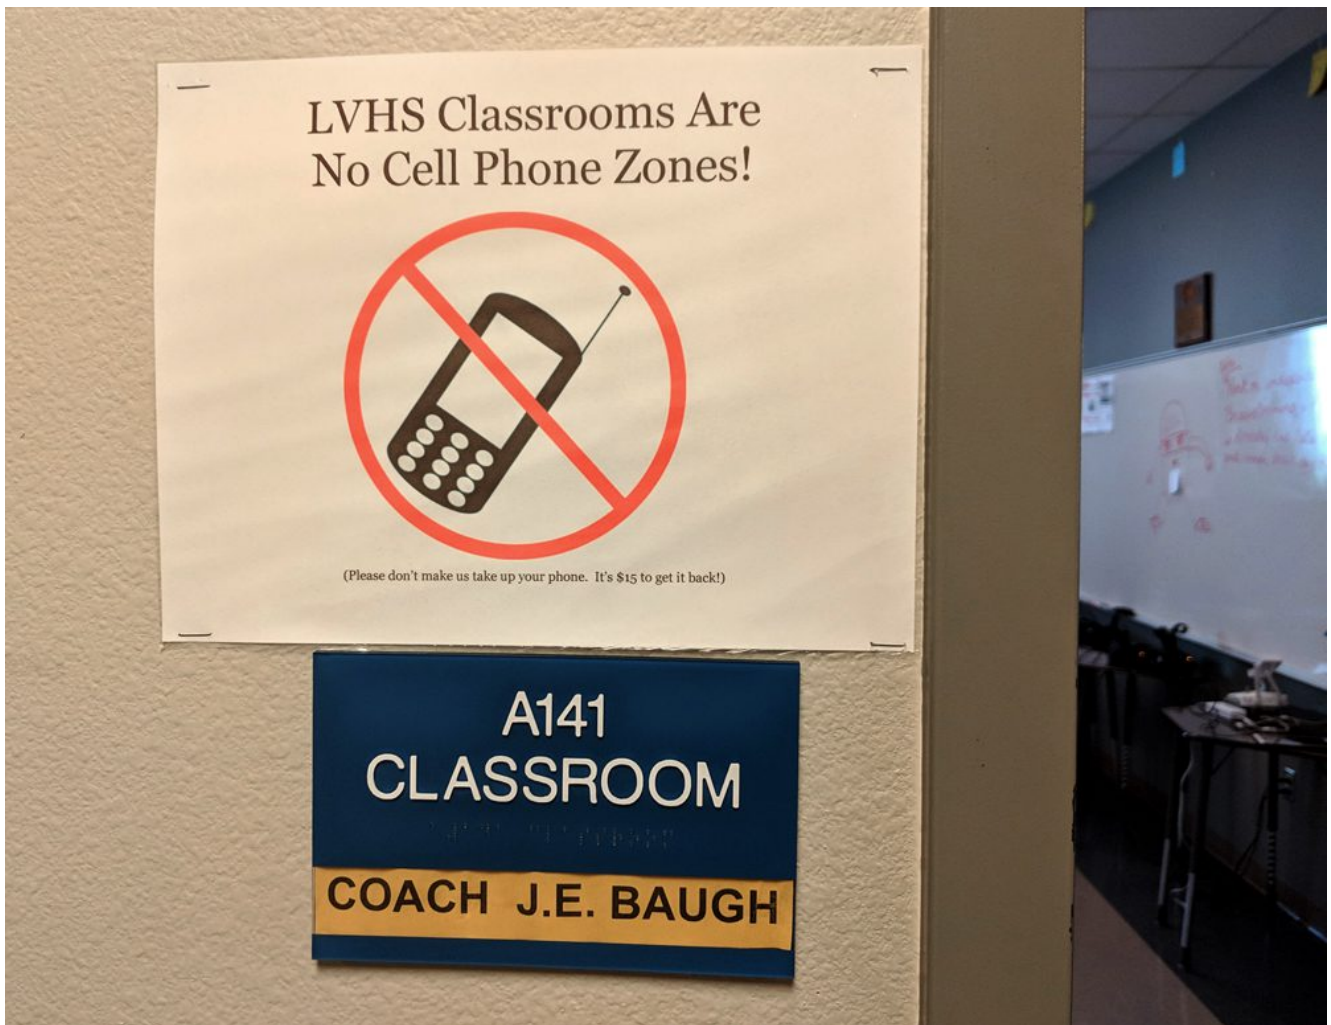 LVHS Classrooms Are
No Cell Phone Zones!
(Please don't make us take up your phone.  It's $15 to get it back!)
A141
CLASSROOM
COACH J.E. BAUGH